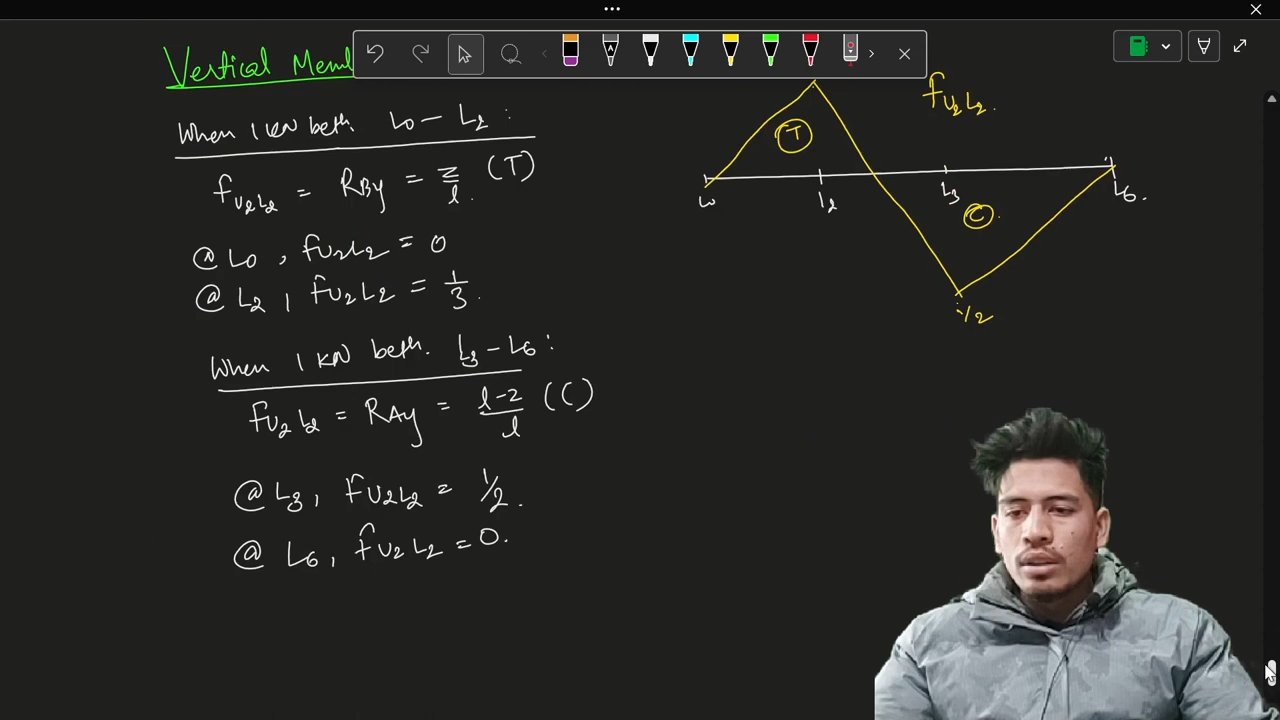 Vertical Meml
When 1 KN betn. L0 – L2 :
fU2L2 = RBy = z/l (T)
@ L0 , fU2L2 = 0
@ L2 , fU2L2 = 1/3.
When 1 KN betn. L3 – L6 :
fU2L2 = RAy = l-z/l (C)
@ L3 , fU2L2 = 1/2.
@ L6 , fU2L2 = 0.
fU2L2.
T
L0 L2 L3 L6.
C
-1/2